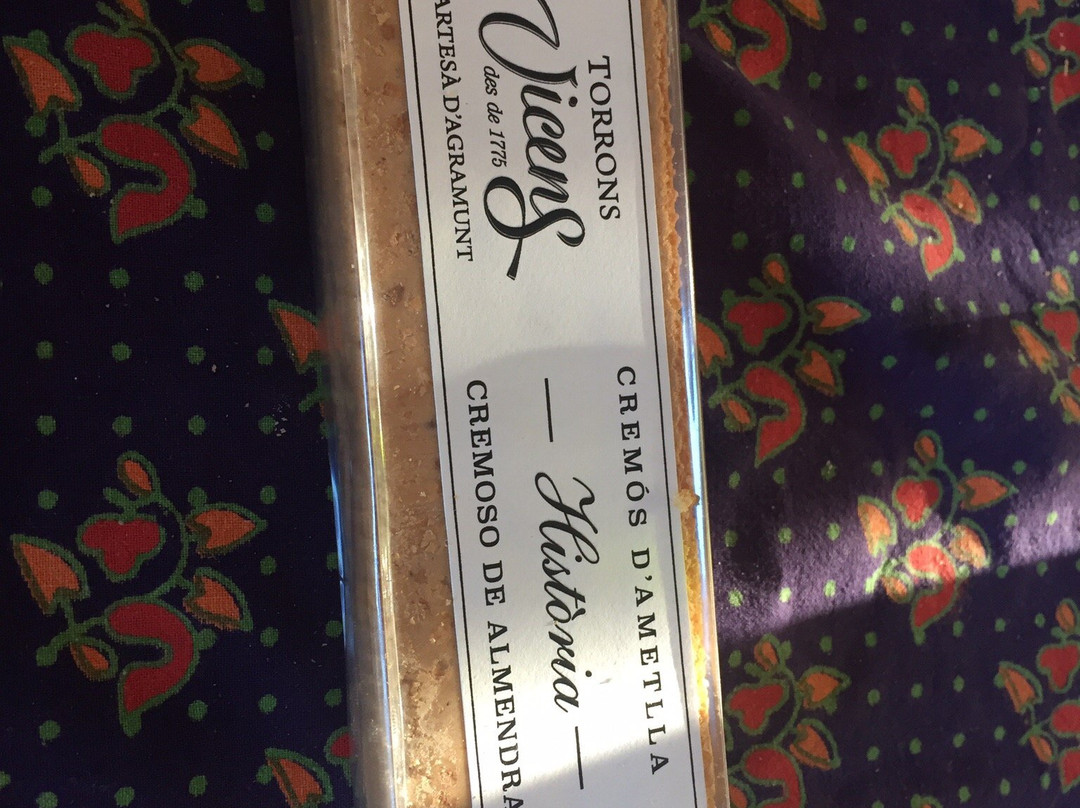 TORRONS
Vicens
des de 1775
ARTESÀ D'AGRAMUNT
CREMÓS D'AMETLLA
— Història —
CREMOSO DE ALMENDRA